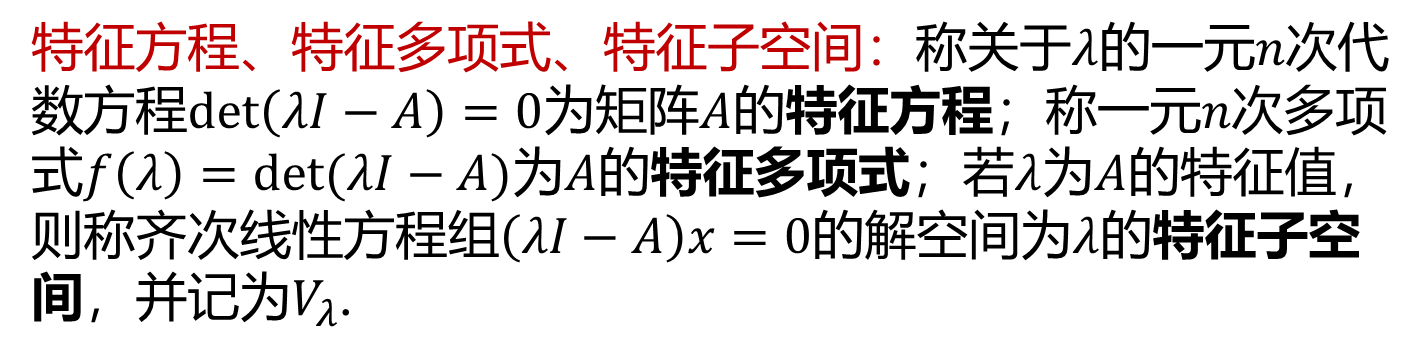 特征方程、特征多项式、特征子空间：称关于λ的一元n次代
数方程det(λI − A) = 0为矩阵A的特征方程；称一元n次多项
式f(λ) = det(λI − A)为A的特征多项式；若λ为A的特征值，
则称齐次线性方程组(λI − A)x = 0的解空间为λ的特征子空
间，并记为V_λ.